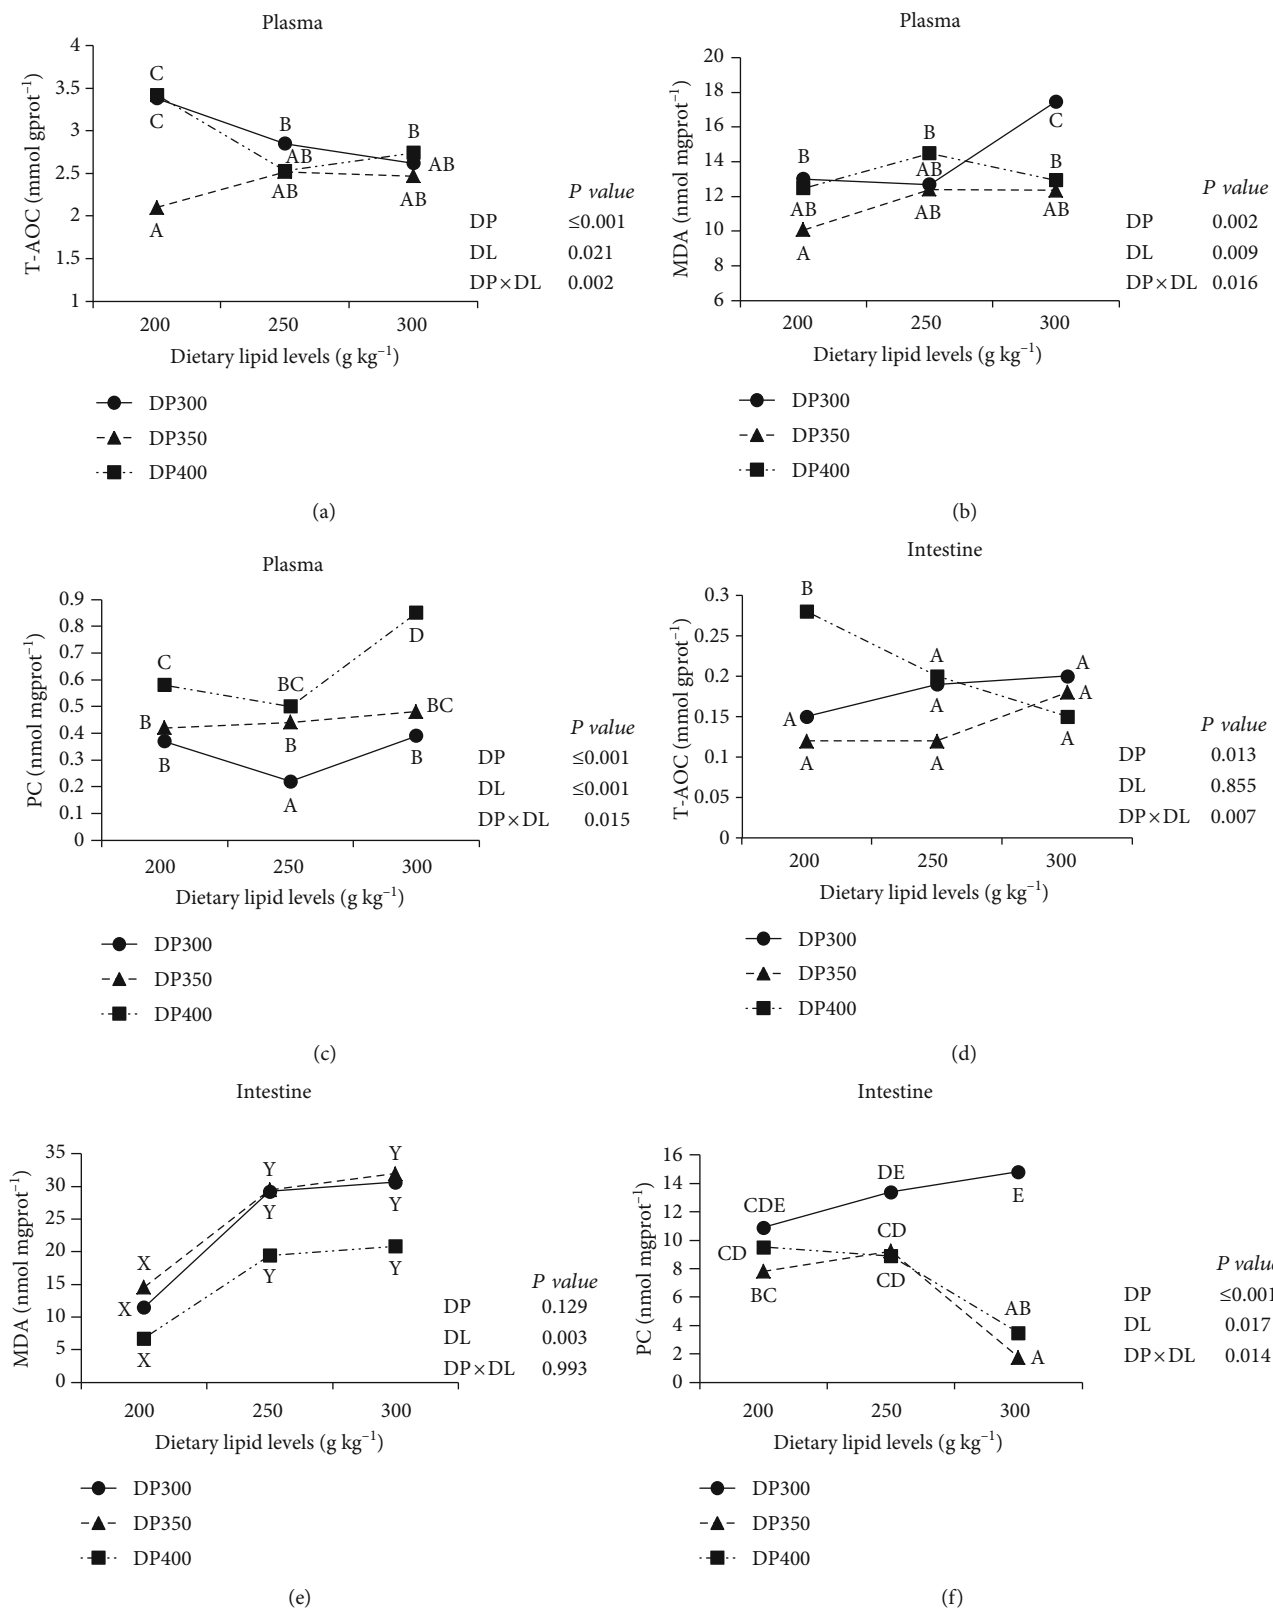 Plasma
T-AOC (mmol gprot⁻¹)
4
3.5
3
2.5
2
1.5
1
C
C
A
B
AB
AB
B
AB
AB
P value
DP ≤0.001
DL 0.021
DP×DL 0.002
200 250 300
Dietary lipid levels (g kg⁻¹)
DP300
DP350
DP400
(a)
Plasma
MDA (nmol mgprot⁻¹)
20
18
16
14
12
10
8
6
B
AB
A
B
AB
AB
C
B
AB
P value
DP 0.002
DL 0.009
DP×DL 0.016
200 250 300
Dietary lipid levels (g kg⁻¹)
DP300
DP350
DP400
(b)
Plasma
PC (nmol mgprot⁻¹)
0.9
0.8
0.7
0.6
0.5
0.4
0.3
0.2
0.1
0
C
B
B
BC
B
A
D
BC
B
P value
DP ≤0.001
DL ≤0.001
DP×DL 0.015
200 250 300
Dietary lipid levels (g kg⁻¹)
DP300
DP350
DP400
(c)
Intestine
T-AOC (mmol gprot⁻¹)
0.3
0.25
0.2
0.15
0.1
0.05
0
B
A
A
A
A
A
A
A
A
P value
DP 0.013
DL 0.855
DP×DL 0.007
200 250 300
Dietary lipid levels (g kg⁻¹)
DP300
DP350
DP400
(d)
Intestine
MDA (nmol mgprot⁻¹)
35
30
25
20
15
10
5
0
X
X
X
Y
Y
Y
Y
Y
Y
P value
DP 0.129
DL 0.003
DP×DL 0.993
200 250 300
Dietary lipid levels (g kg⁻¹)
DP300
DP350
DP400
(e)
Intestine
PC (nmol mgprot⁻¹)
16
14
12
10
8
6
4
2
0
CDE
CD
BC
DE
CD
CD
E
AB
A
P value
DP ≤0.001
DL 0.017
DP×DL 0.014
200 250 300
Dietary lipid levels (g kg⁻¹)
DP300
DP350
DP400
(f)